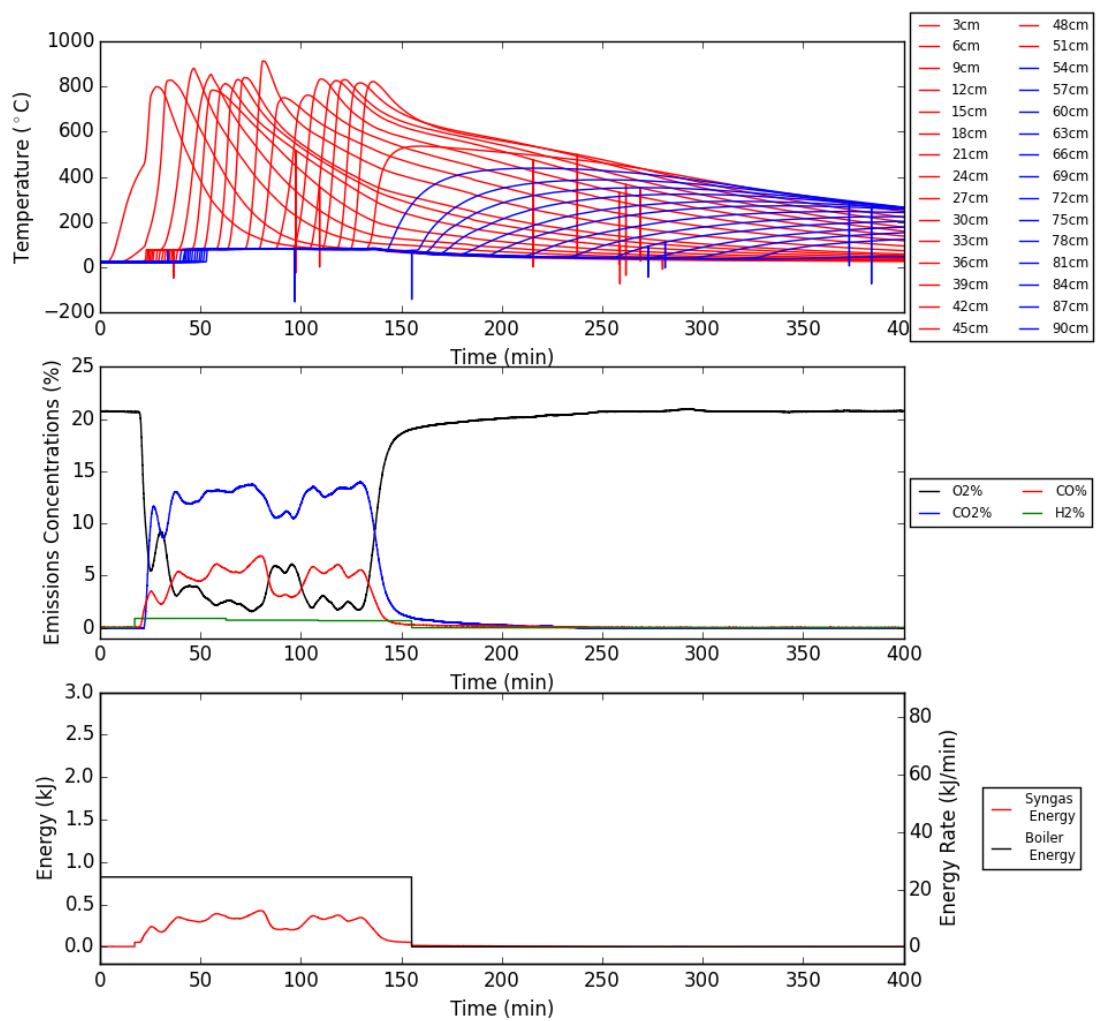 1000
800
600
400
200
0
−200
Temperature (°C)
0 50 100 150 200 250 300 350 400
Time (min)
3cm 48cm
6cm 51cm
9cm 54cm
12cm 57cm
15cm 60cm
18cm 63cm
21cm 66cm
24cm 69cm
27cm 72cm
30cm 75cm
33cm 78cm
36cm 81cm
39cm 84cm
42cm 87cm
45cm 90cm
25
20
15
10
5
0
Emissions Concentrations (%)
0 50 100 150 200 250 300 350 400
Time (min)
O2% CO%
CO2% H2%
3.0
2.5
2.0
1.5
1.0
0.5
0.0
Energy (kJ)
80
60
40
20
0
Energy Rate (kJ/min)
0 50 100 150 200 250 300 350 400
Time (min)
Syngas
Energy
Boiler
Energy